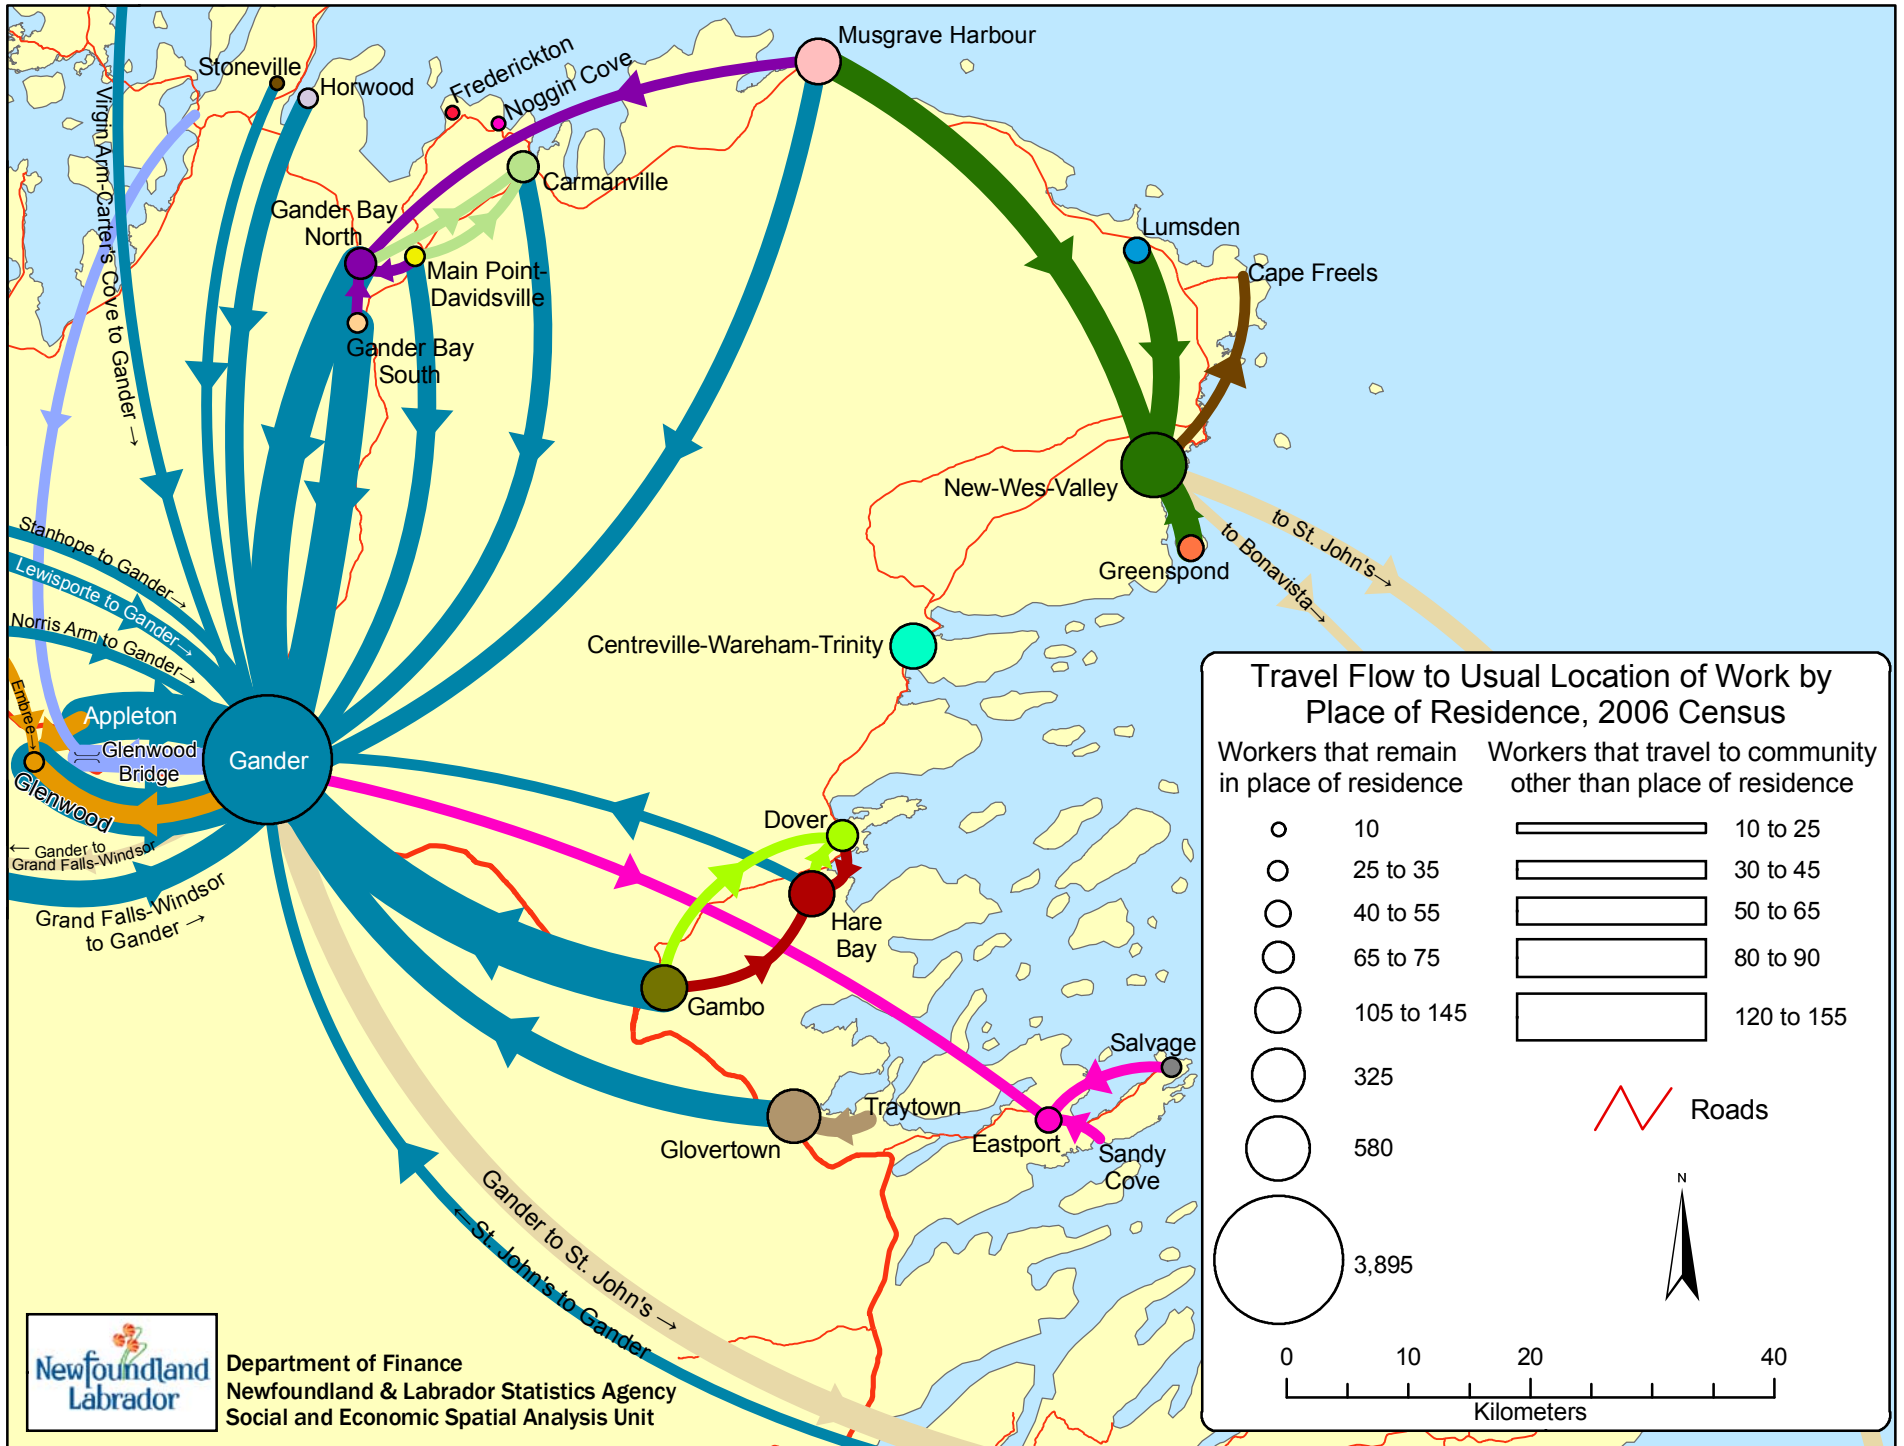 Musgrave Harbour
Stoneville
Horwood
Frederickton
Noggin Cove
Carmanville
Virgin Arm-Carter's Cove to Gander →
Gander Bay
North
Main Point-
Davidsville
Gander Bay
South
Lumsden
Cape Freels
New-Wes-Valley
Greenspond
to St. John's→
to Bonavista→
Stanhope to Gander→
Lewisporte to Gander→
Norris Arm to Gander→
Embree→
Appleton
Glenwood
Bridge
Glenwood
Gander
← Gander to
Grand Falls-Windsor
Grand Falls-Windsor
to Gander →
Centreville-Wareham-Trinity
Dover
Hare
Bay
Gambo
Salvage
Traytown
Glovertown
Eastport
Sandy
Cove
Gander to St. John's →
← St. John's to Gander
Travel Flow to Usual Location of Work by
Place of Residence, 2006 Census
Workers that remain
in place of residence
Workers that travel to community
other than place of residence
10
10 to 25
25 to 35
30 to 45
40 to 55
50 to 65
65 to 75
80 to 90
105 to 145
120 to 155
325
580
3,895
Roads
N
0 10 20 40
Kilometers
Newfoundland
Labrador
Department of Finance
Newfoundland & Labrador Statistics Agency
Social and Economic Spatial Analysis Unit